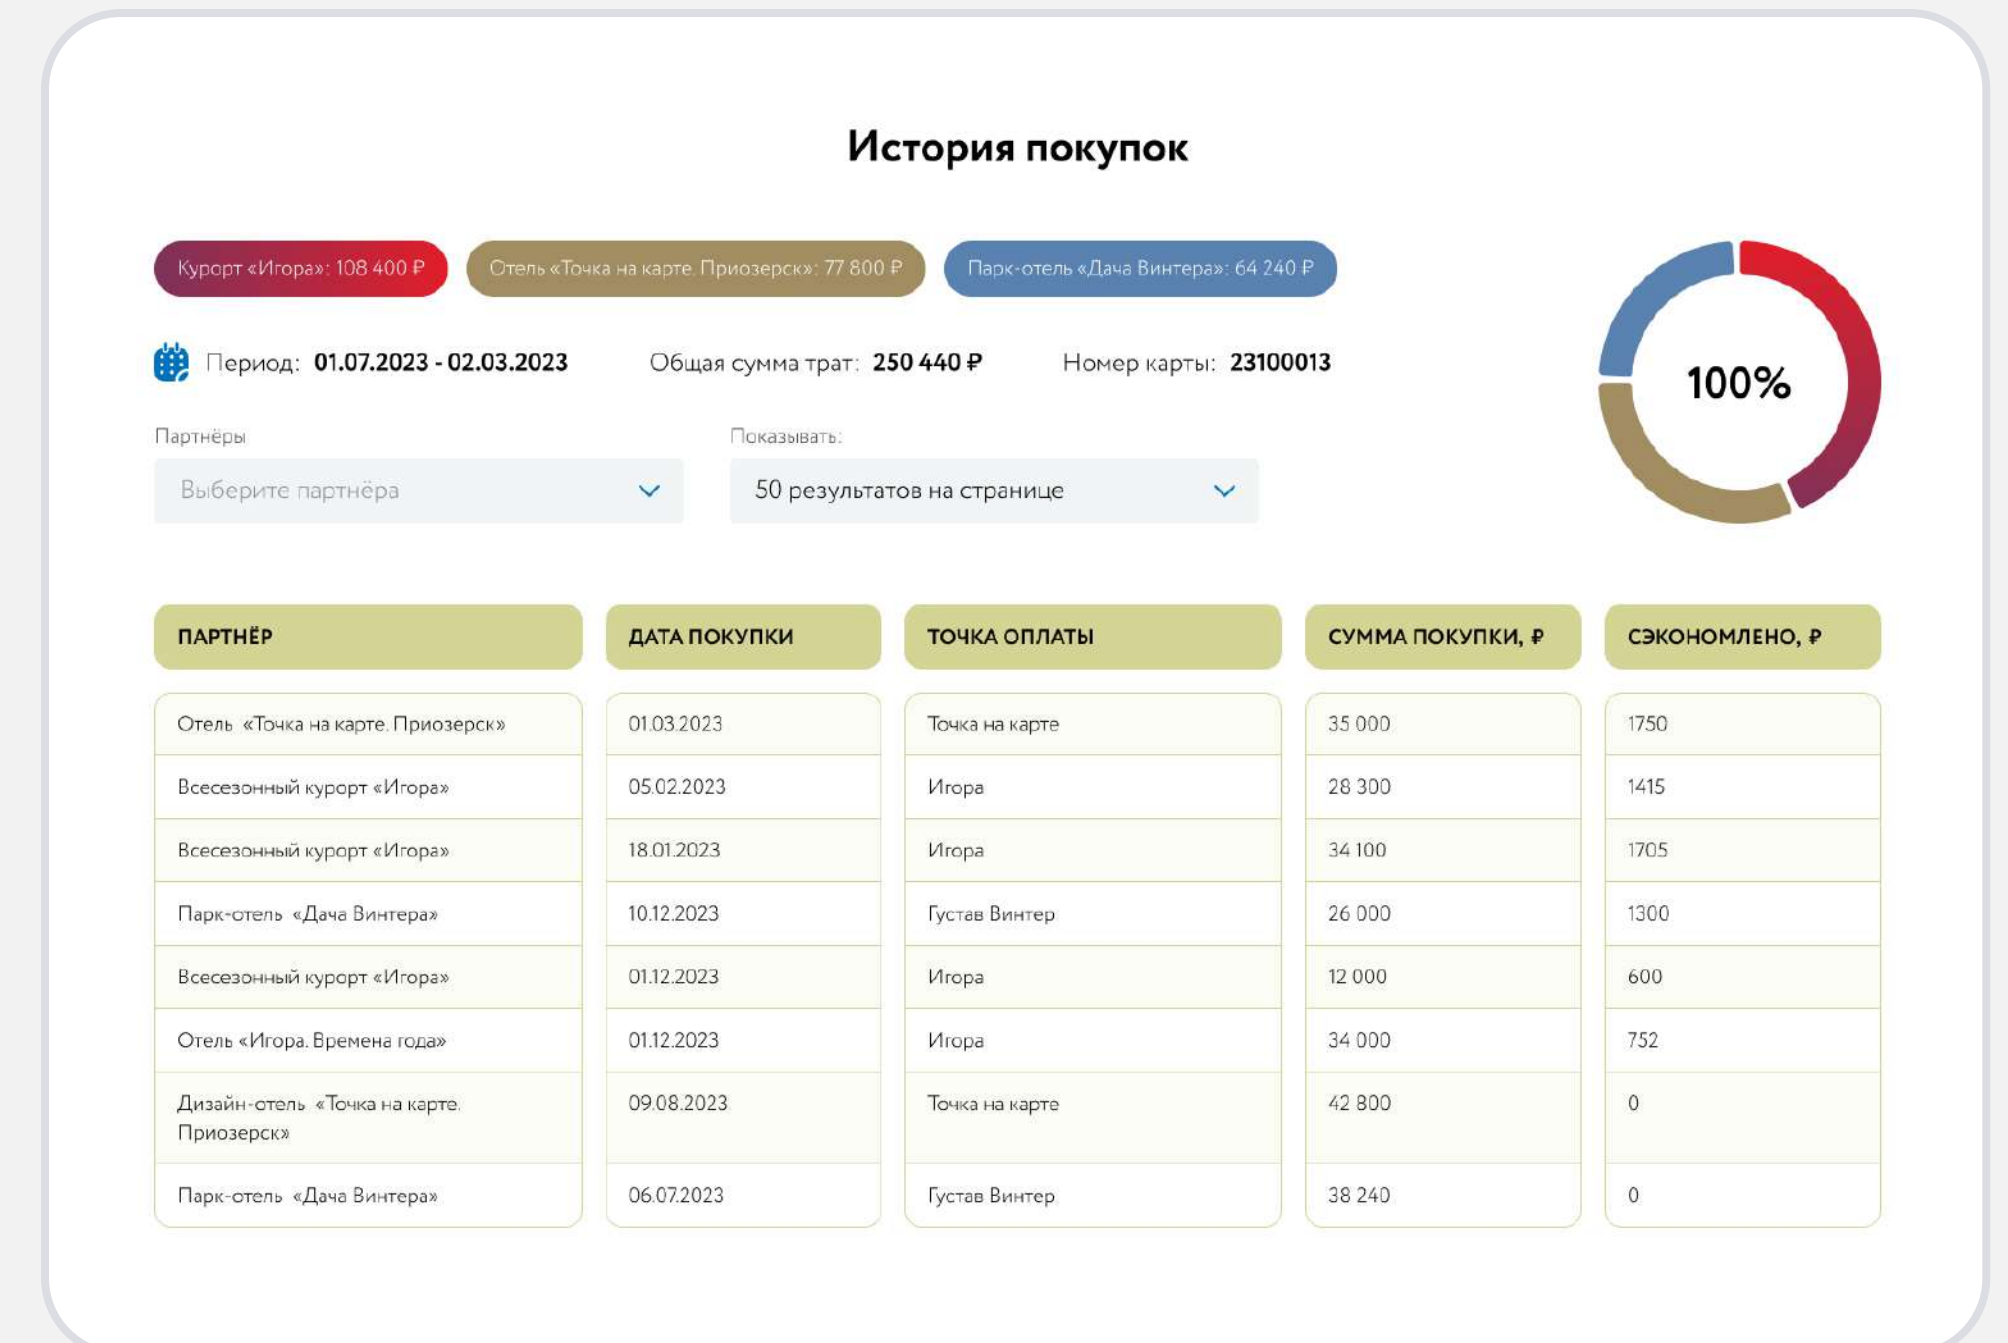 История покупок
Курорт «Игора»: 108 400 ₽
Отель «Точка на карте. Приозерск»: 77 800 ₽
Парк-отель «Дача Винтера»: 64 240 ₽
Период: 01.07.2023 - 02.03.2023
Общая сумма трат: 250 440 ₽
Номер карты: 23100013
100%
Партнёры
Показывать:
Выберите партнёра
50 результатов на странице
ПАРТНЁР ДАТА ПОКУПКИ ТОЧКА ОПЛАТЫ СУММА ПОКУПКИ, ₽ СЭКОНОМЛЕНО, ₽
Отель «Точка на карте. Приозерск» 01.03.2023 Точка на карте 35 000 1750
Всесезонный курорт «Игора» 05.02.2023 Игора 28 300 1415
Всесезонный курорт «Игора» 18.01.2023 Игора 34 100 1705
Парк-отель «Дача Винтера» 10.12.2023 Густав Винтер 26 000 1300
Всесезонный курорт «Игора» 01.12.2023 Игора 12 000 600
Отель «Игора. Времена года» 01.12.2023 Игора 34 000 752
Дизайн-отель «Точка на карте. 09.08.2023 Точка на карте 42 800 0
Приозерск»
Парк-отель «Дача Винтера» 06.07.2023 Густав Винтер 38 240 0